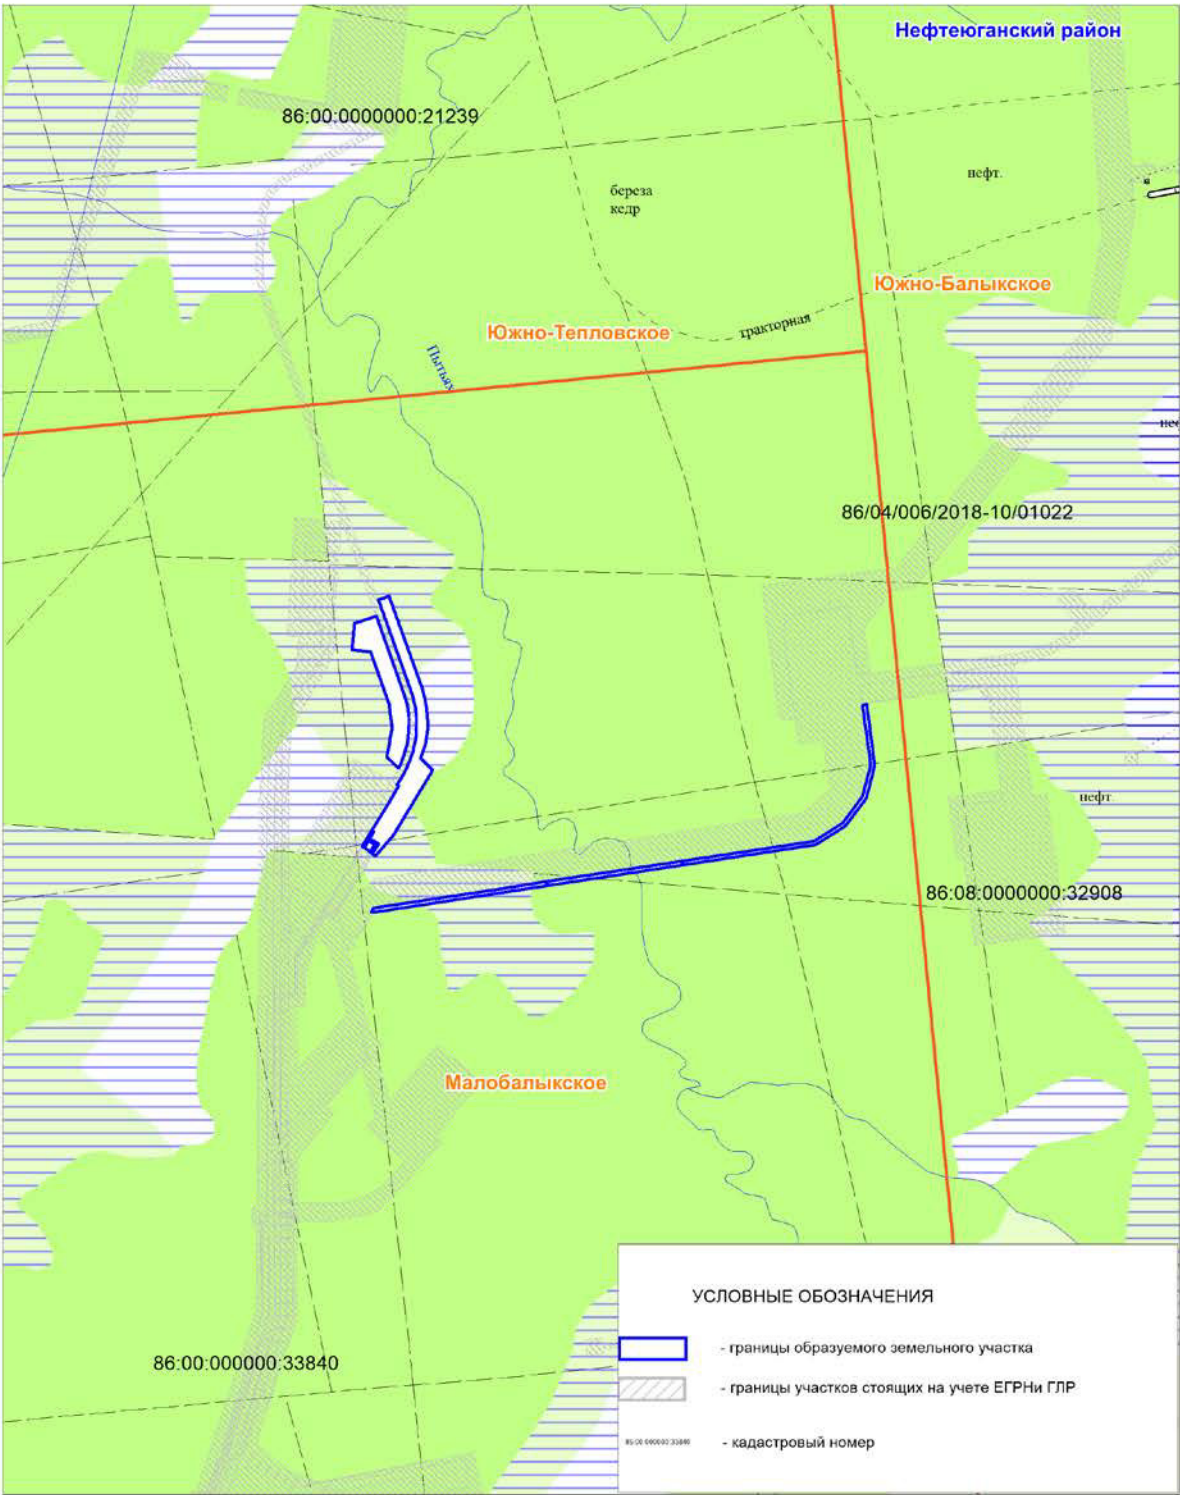 Нефтеюганский район
86:00:0000000:21239
нефт.
береза
кедр
Южно-Балыкское
Южно-Тепловское
тракторная
Пытьях
86/04/006/2018-10/01022
нефт
86:08:0000000:32908
Малобалыкское
86:00:000000:33840
УСЛОВНЫЕ ОБОЗНАЧЕНИЯ
- границы образуемого земельного участка
- границы участков стоящих на учете ЕГРНи ГЛР
- кадастровый номер